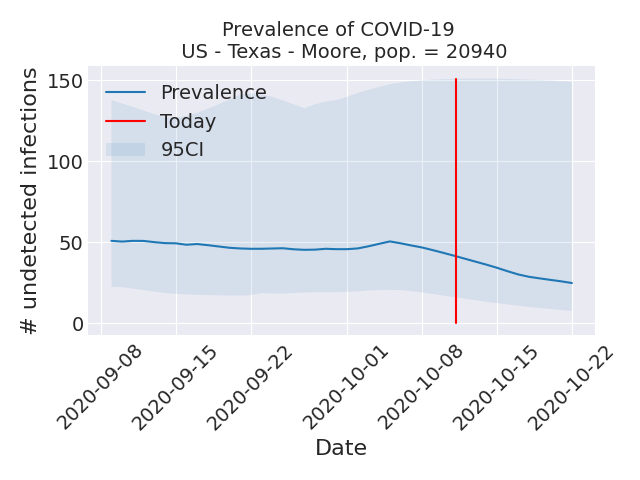 Prevalence of COVID-19
US - Texas - Moore, pop. = 20940
# undetected infections
150
100
50
0
Prevalence
Today
95CI
2020-09-08
2020-09-15
2020-09-22
2020-10-01
2020-10-08
2020-10-15
2020-10-22
Date